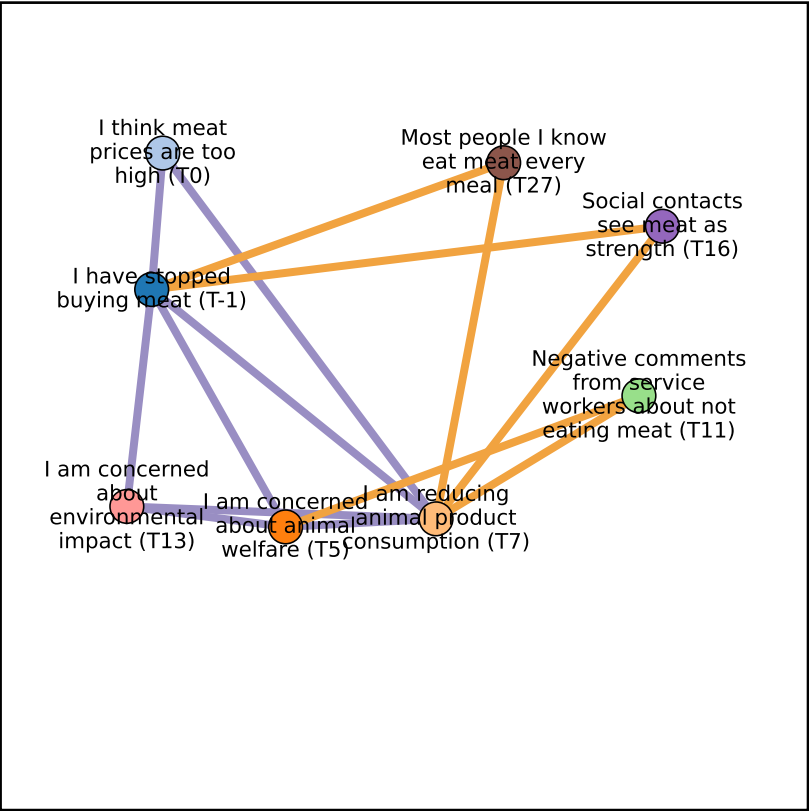 I think meat
prices are too
high (T0)
Most people I know
eat meat every
meal (T27)
Social contacts
see meat as
strength (T16)
I have stopped
buying meat (T-1)
Negative comments
from service
workers about not
eating meat (T11)
I am concerned
about
environmental
impact (T13)
I am concerned
about animal
welfare (T5)
I am reducing
animal product
consumption (T7)